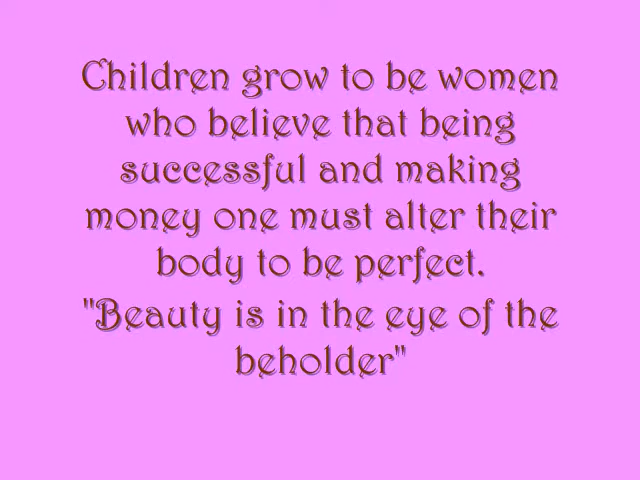 Children grow to be women
who believe that being
successful and making
money one must alter their
body to be perfect.
"Beauty is in the eye of the
beholder"